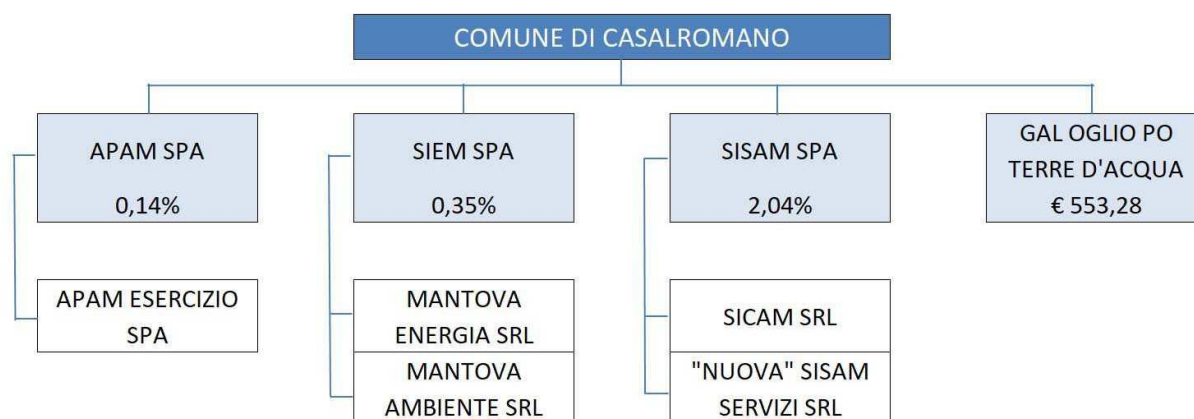 COMUNE DI CASALROMANO
APAM SPA
0,14%
SIEM SPA
0,35%
SISAM SPA
2,04%
GAL OGLIO PO
TERRE D'ACQUA
€ 553,28
APAM ESERCIZIO
SPA
MANTOVA
ENERGIA SRL
MANTOVA
AMBIENTE SRL
SICAM SRL
"NUOVA" SISAM
SERVIZI SRL